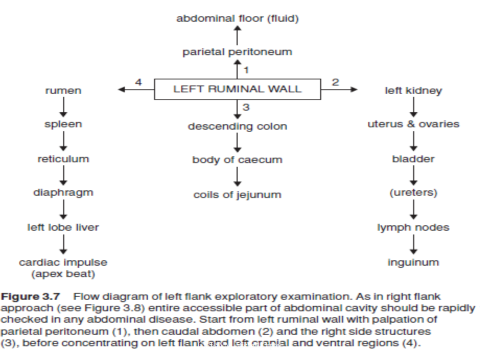 abdominal floor (fluid)
parietal peritoneum
1
4 LEFT RUMINAL WALL 2
3
rumen
spleen
reticulum
diaphragm
left lobe liver
cardiac impulse
(apex beat)
descending colon
body of caecum
coils of jejunum
left kidney
uterus & ovaries
bladder
(ureters)
lymph nodes
inguinum
Figure 3.7 Flow diagram of left flank exploratory examination. As in right flank
approach (see Figure 3.8) entire accessible part of abdominal cavity should be rapidly
checked in any abdominal disease. Start from left ruminal wall with palpation of
parietal peritoneum (1), then caudal abdomen (2) and the right side structures
(3), before concentrating on left flank and left cranial and ventral regions (4).